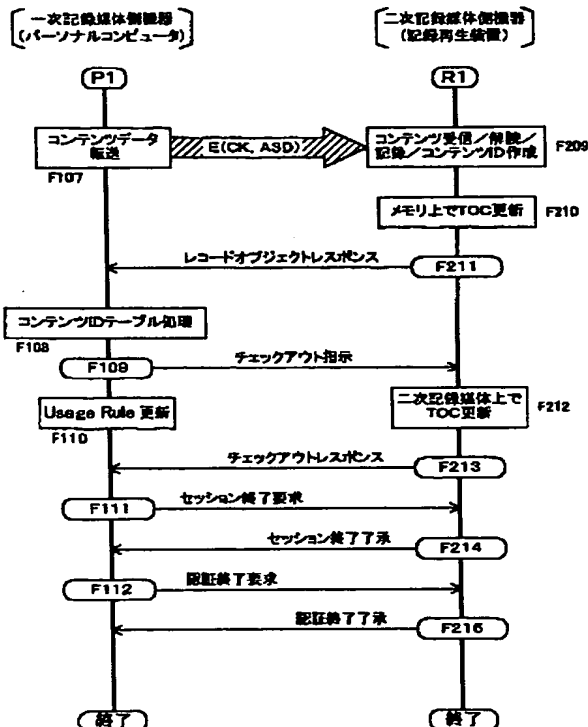 一次記録媒体側機器
(パーソナルコンピュータ)
二次記録媒体側機器
(記録再生装置)
P1
R1
コンテンツデータ
転送
F107
E(CK, ASD)
コンテンツ受信/解読/
記録/コンテンツID作成
F209
メモリ上でTOC更新
F210
レコードオブジェクトレスポンス
F211
コンテンツIDテーブル処理
F108
F109
チェックアウト指示
Usage Rule 更新
F110
二次記録媒体上で
TOC更新
F212
チェックアウトレスポンス
F213
F111
セッション終了要求
セッション終了了承
F214
F112
認証終了要求
認証終了了承
F215
終了
終了